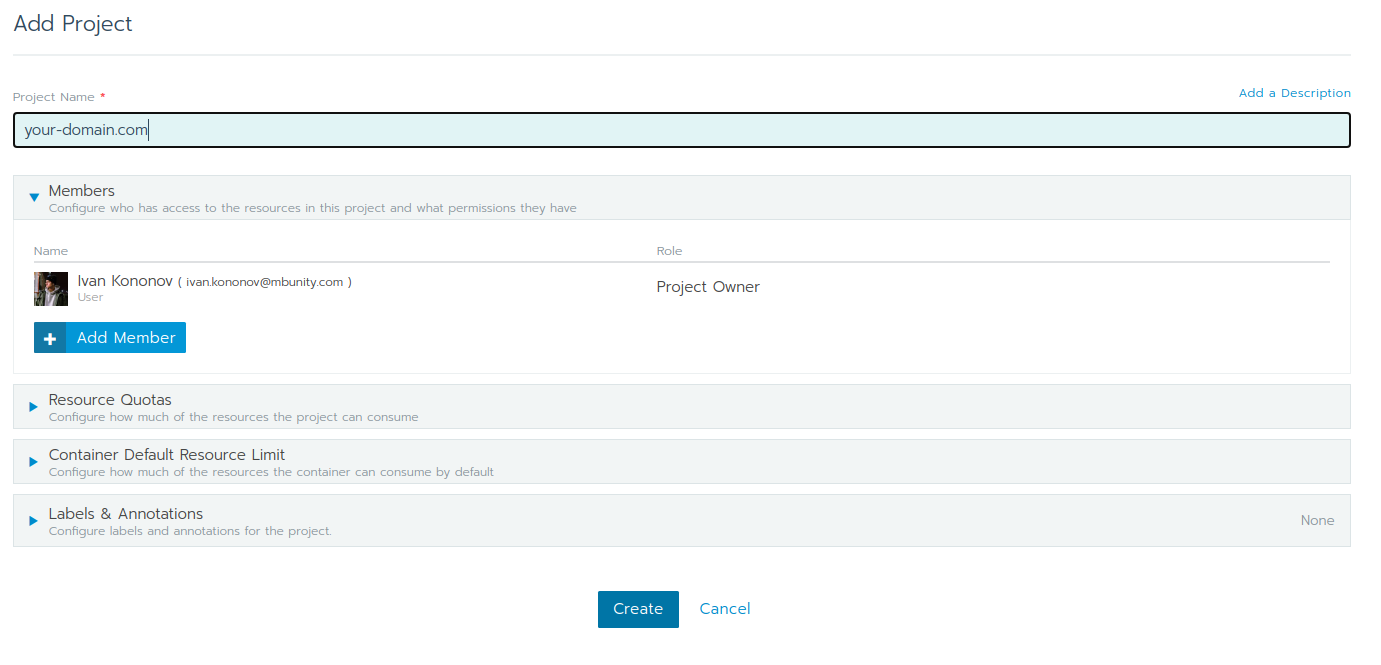 Add Project
Project Name *
Add a Description
your-domain.com
Members
Configure who has access to the resources in this project and what permissions they have
Name Role
Ivan Kononov ( ivan.kononov@mbunity.com )
User
Project Owner
+ Add Member
Resource Quotas
Configure how much of the resources the project can consume
Container Default Resource Limit
Configure how much of the resources the container can consume by default
Labels & Annotations
Configure labels and annotations for the project.
None
Create Cancel